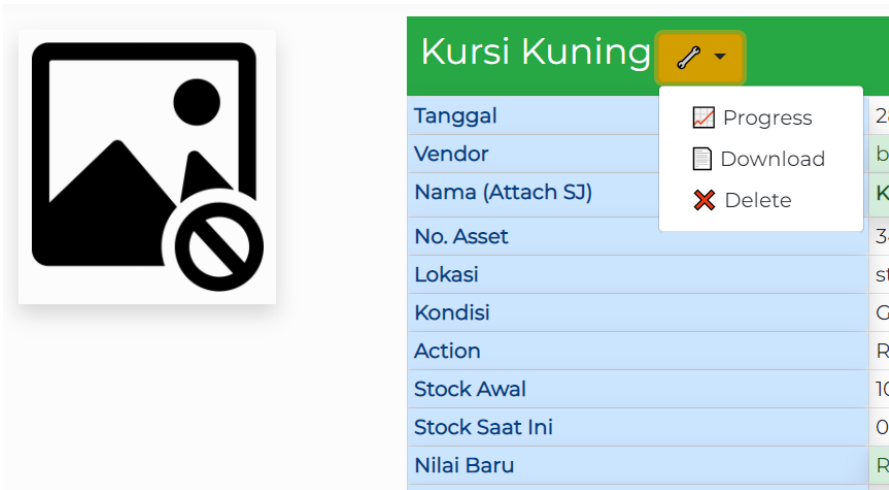 Kursi Kuning
Progress
Download
Delete
Tanggal
Vendor
Nama (Attach SJ)
No. Asset
Lokasi
Kondisi
Action
Stock Awal
Stock Saat Ini
Nilai Baru